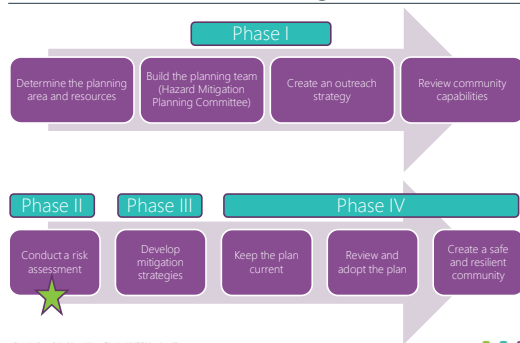 Phase I
Determine the planning
area and resources
Build the planning team
(Hazard Mitigation
Planning Committee)
Create an outreach
strategy
Review community
capabilities
Phase II
Phase III
Phase IV
Conduct a risk
assessment
Develop
mitigation
strategies
Keep the plan
current
Review and
adopt the plan
Create a safe
and resilient
community